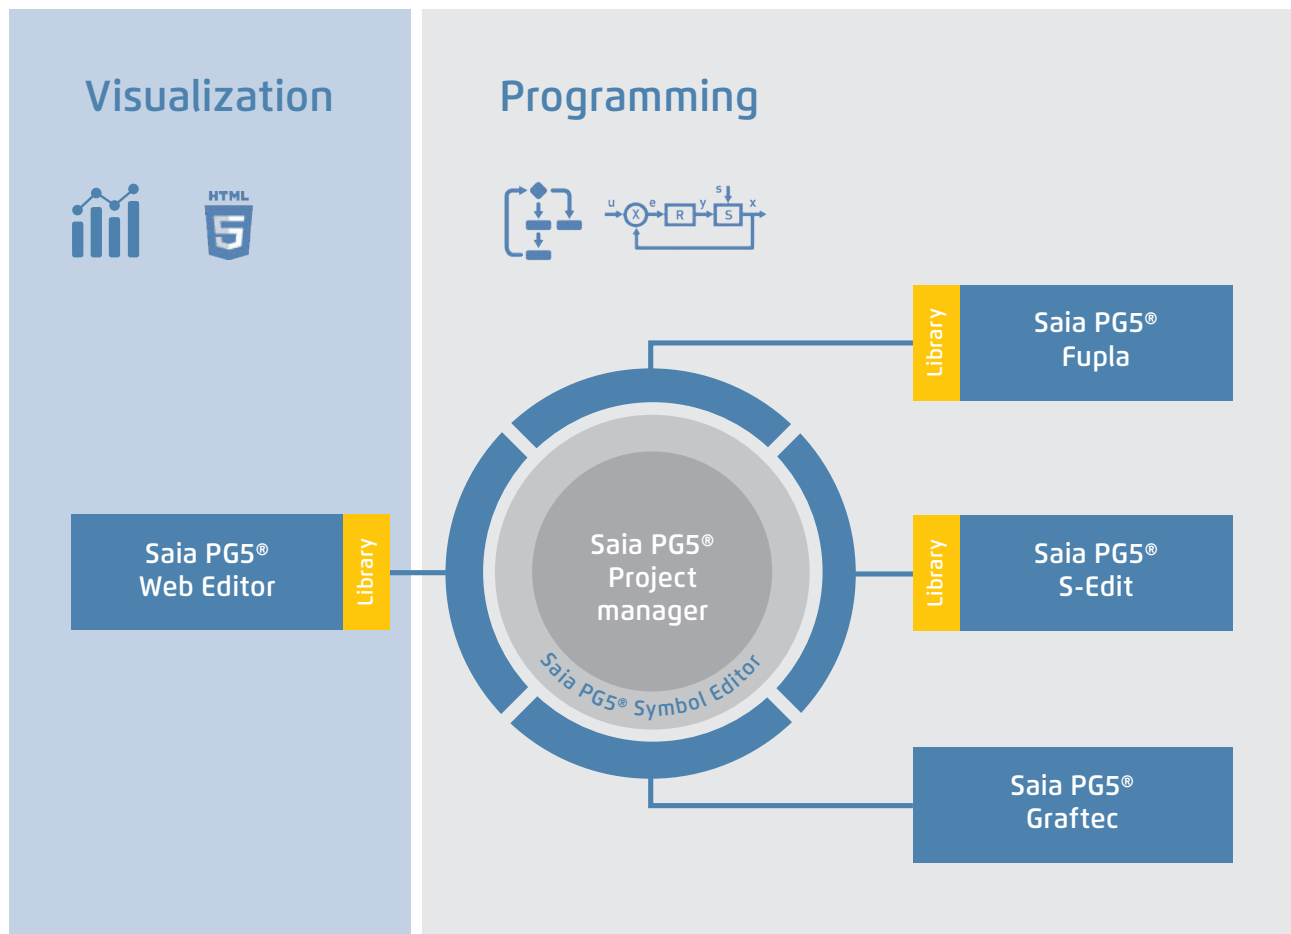 Visualization
HTML
5
Saia PG5®
Web Editor
Library
Programming
u
X
e
R
y
s
S
x
Library
Saia PG5®
Fupla
Saia PG5®
Project
manager
Saia PG5® Symbol Editor
Library
Saia PG5®
S-Edit
Saia PG5®
Graftec